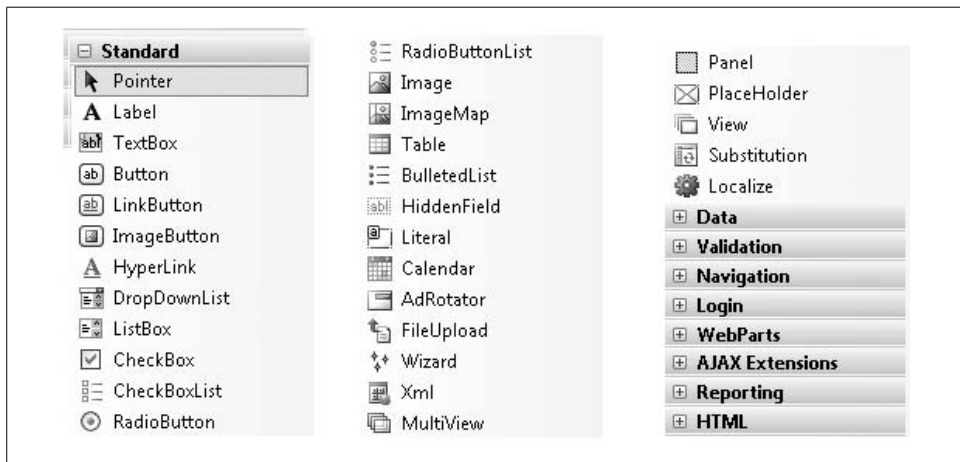 Standard
Pointer
Label
TextBox
Button
LinkButton
ImageButton
HyperLink
DropDownList
ListBox
CheckBox
CheckBoxList
RadioButton
RadioButtonList
Image
ImageMap
Table
BulletedList
HiddenField
Literal
Calendar
AdRotator
FileUpload
Wizard
Xml
MultiView
Panel
PlaceHolder
View
Substitution
Localize
Data
Validation
Navigation
Login
WebParts
AJAX Extensions
Reporting
HTML